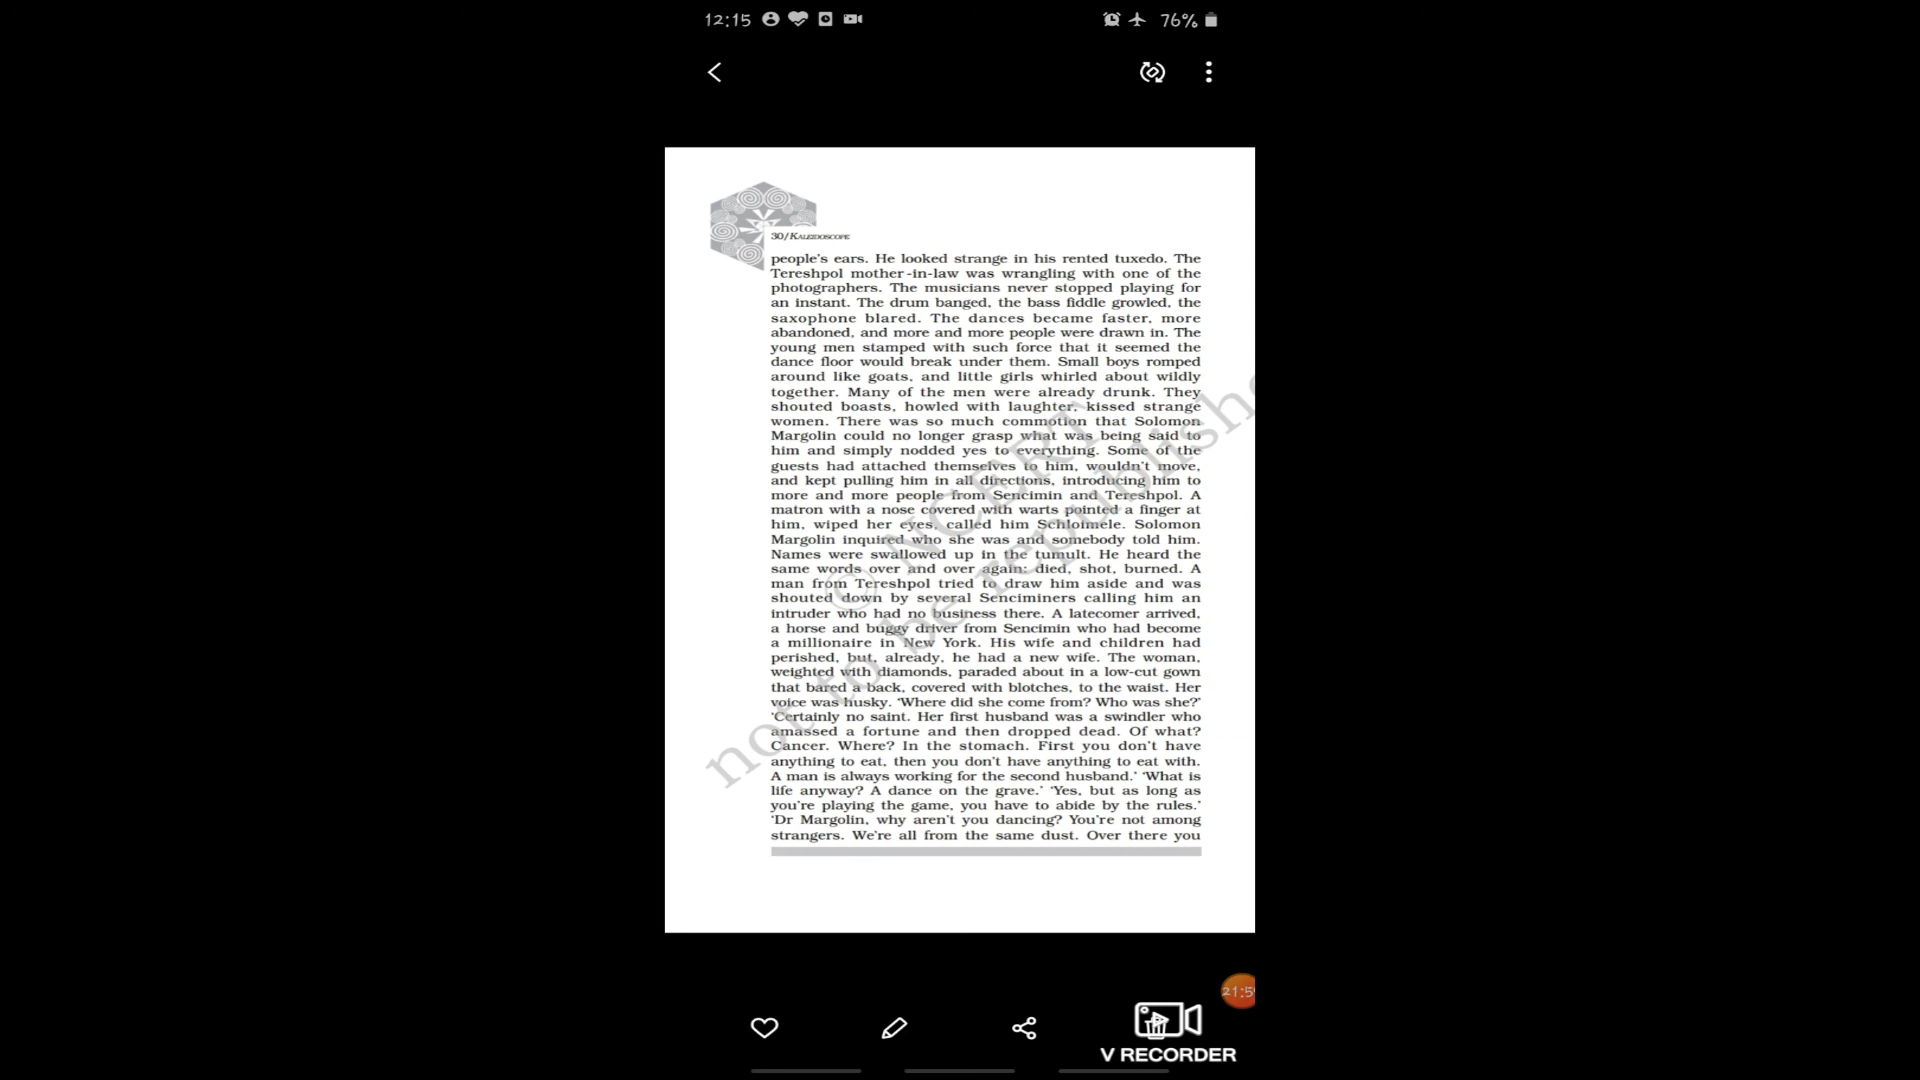 12:15
76%
30/KALEIDOSCOPE
people's ears. He looked strange in his rented tuxedo. The
Tereshpol mother-in-law was wrangling with one of the
photographers. The musicians never stopped playing for
an instant. The drum banged, the bass fiddle growled, the
saxophone blared. The dances became faster, more
abandoned, and more and more people were drawn in. The
young men stamped with such force that it seemed the
dance floor would break under them. Small boys romped
around like goats, and little girls whirled about wildly
together. Many of the men were already drunk. They
shouted boasts, howled with laughter, kissed strange
women. There was so much commotion that Solomon
Margolin could no longer grasp what was being said to
him and simply nodded yes to everything. Some of the
guests had attached themselves to him, wouldn't move,
and kept pulling him in all directions, introducing him to
more and more people from Sencimin and Tereshpol. A
matron with a nose covered with warts pointed a finger at
him, wiped her eyes, called him Schloimele. Solomon
Margolin inquired who she was and somebody told him.
Names were swallowed up in the tumult. He heard the
same words over and over again: died, shot, burned. A
man from Tereshpol tried to draw him aside and was
shouted down by several Senciminers calling him an
intruder who had no business there. A latecomer arrived,
a horse and buggy driver from Sencimin who had become
a millionaire in New York. His wife and children had
perished, but, already, he had a new wife. The woman,
weighted with diamonds, paraded about in a low-cut gown
that bared a back, covered with blotches, to the waist. Her
voice was husky. 'Where did she come from? Who was she?'
'Certainly no saint. Her first husband was a swindler who
amassed a fortune and then dropped dead. Of what?
Cancer. Where? In the stomach. First you don't have
anything to eat, then you don't have anything to eat with.
A man is always working for the second husband.' 'What is
life anyway? A dance on the grave.' 'Yes, but as long as
you're playing the game, you have to abide by the rules.'
'Dr Margolin, why aren't you dancing? You're not among
strangers. We're all from the same dust. Over there you
© NCERT
not to be republishe
21:5
V RECORDER